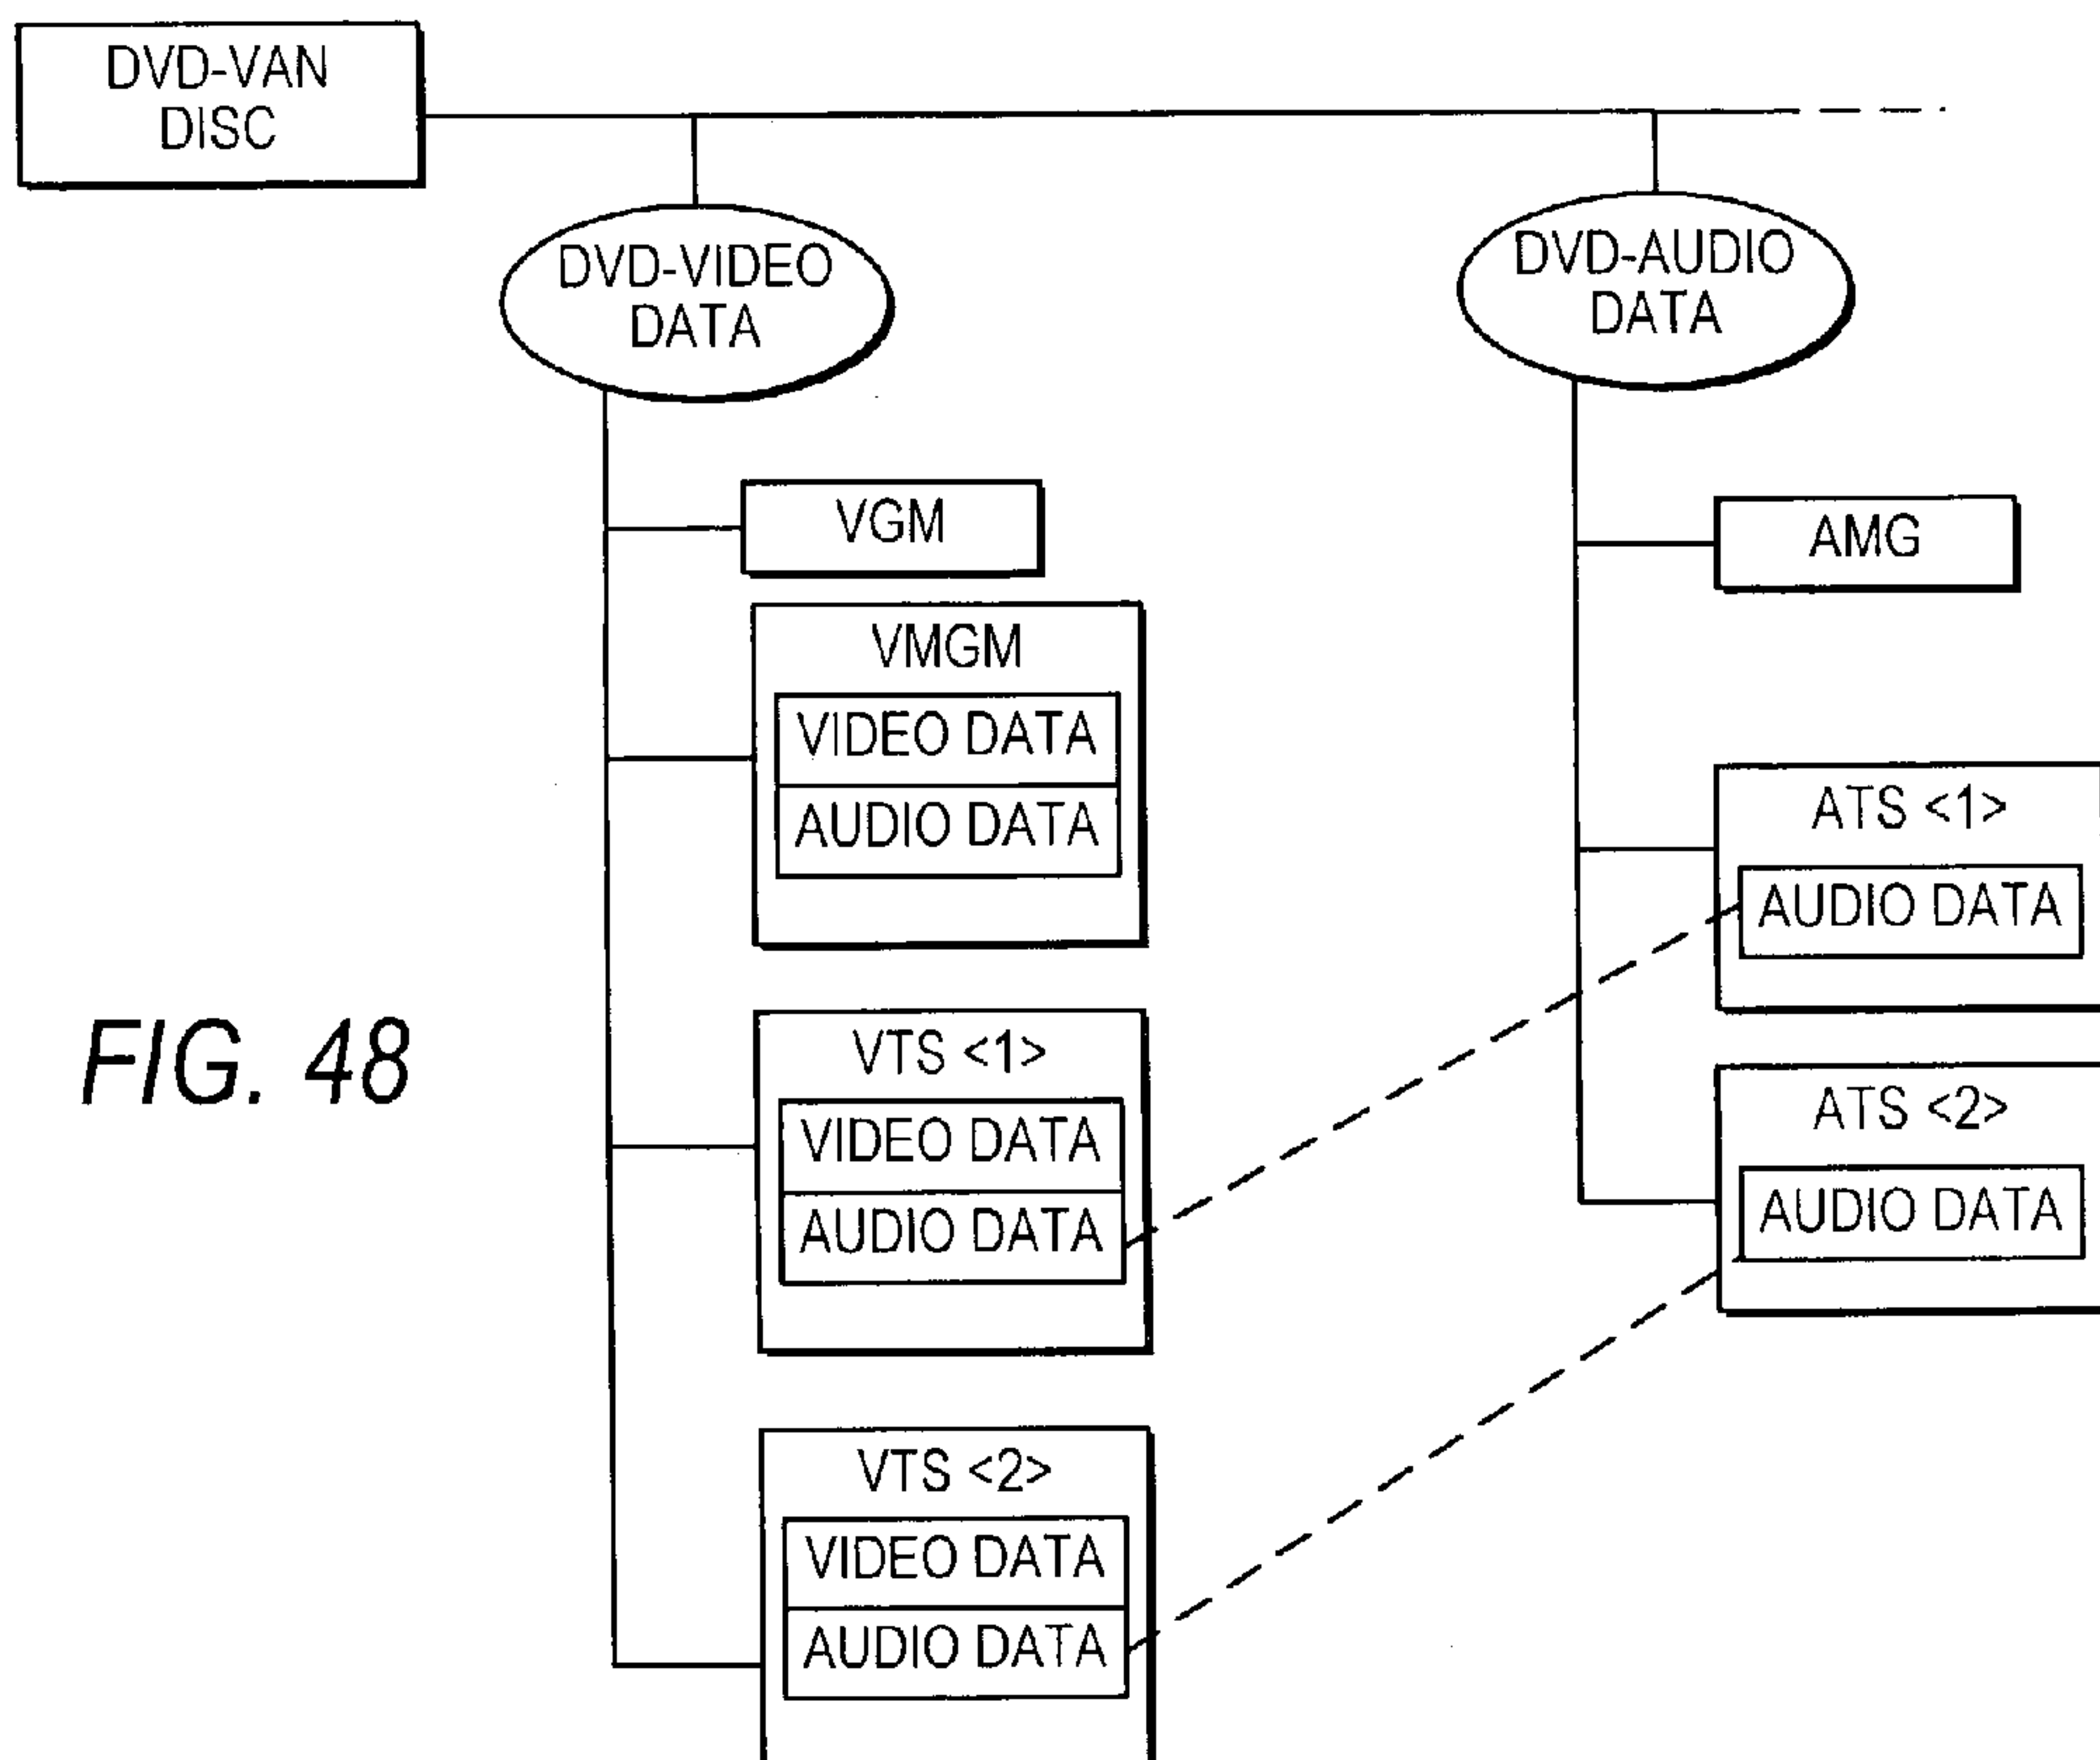 DVD-VAN
DISC
DVD-VIDEO
DATA
VGM
VMGM
VIDEO DATA
AUDIO DATA
VTS <1>
VIDEO DATA
AUDIO DATA
VTS <2>
VIDEO DATA
AUDIO DATA
DVD-AUDIO
DATA
AMG
ATS <1>
AUDIO DATA
ATS <2>
AUDIO DATA
FIG. 48